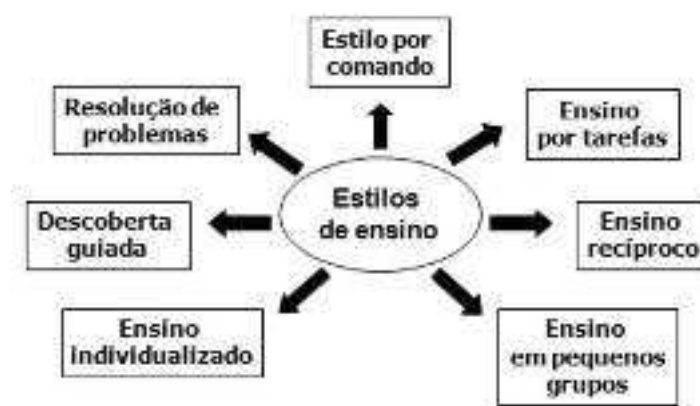 Estilo por
comando
Resolução de
problemas
Ensino
por tarefas
Estilos
de ensino
Descoberta
guiada
Ensino
recíproco
Ensino
individualizado
Ensino
em pequenos
grupos